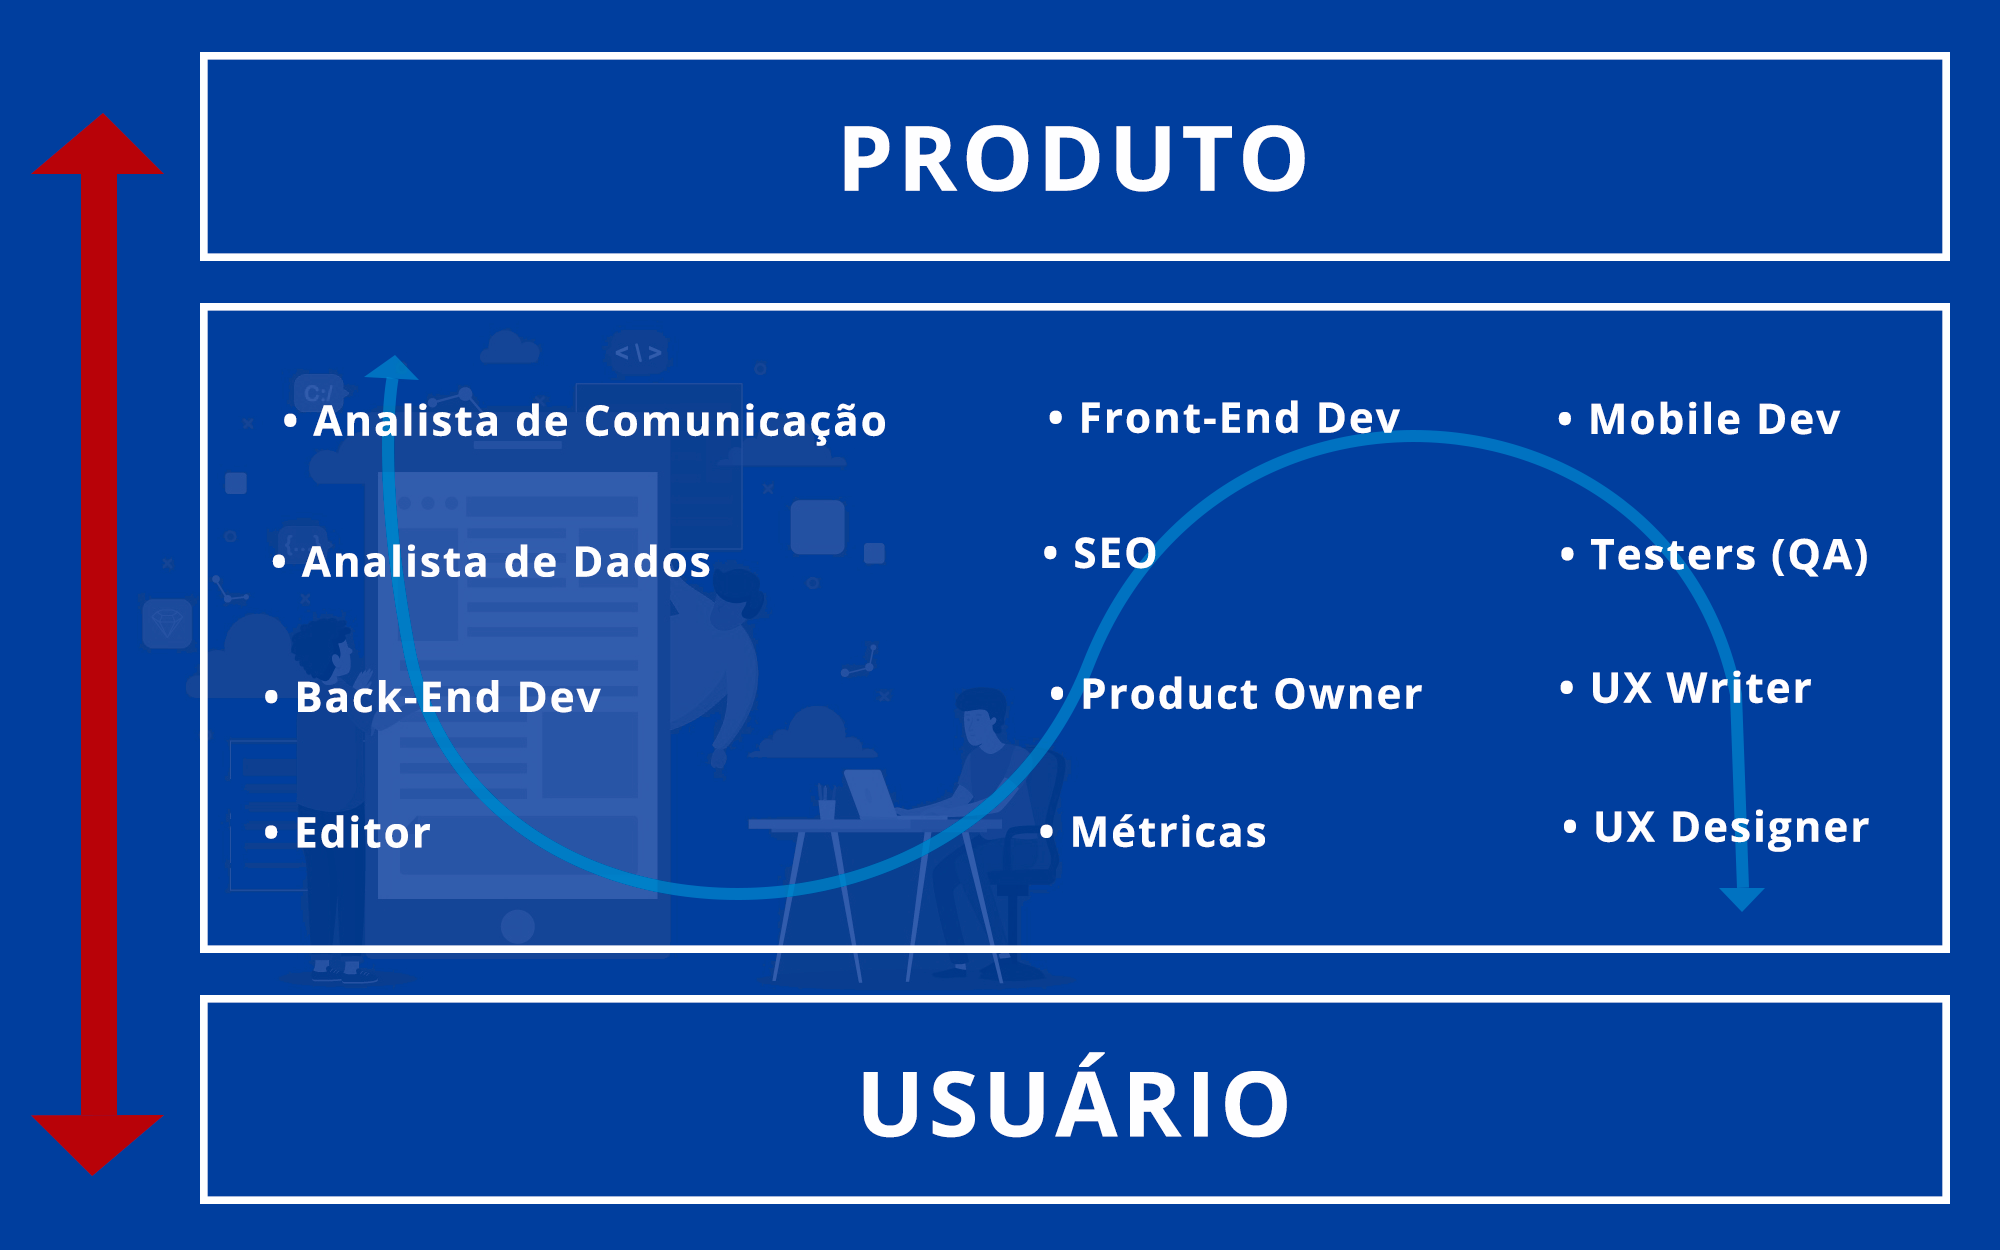 PRODUTO
< \ >
C:/
• Analista de Comunicação
• Front-End Dev
• Mobile Dev
{...}
• Analista de Dados
• SEO
• Testers (QA)
• Back-End Dev
• Product Owner
• UX Writer
• Editor
• Métricas
• UX Designer
USUÁRIO